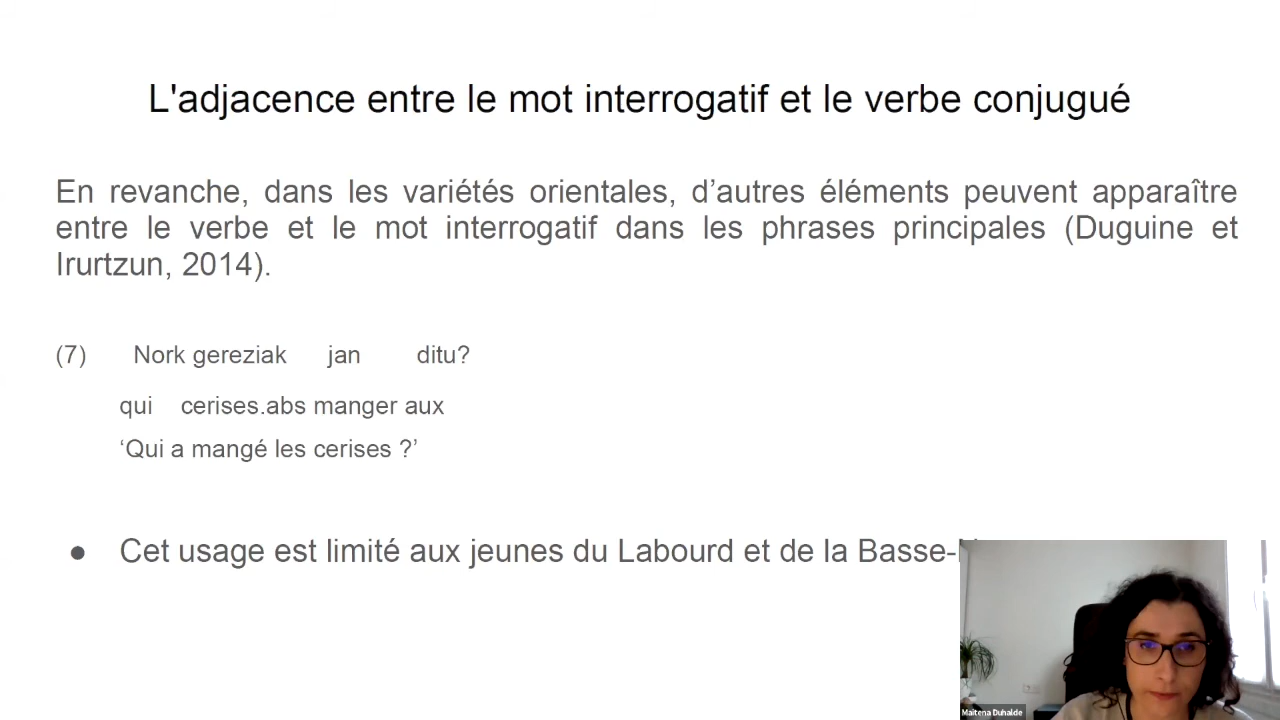 L'adjacence entre le mot interrogatif et le verbe conjugué
En revanche, dans les variétés orientales, d’autres éléments peuvent apparaître
entre le verbe et le mot interrogatif dans les phrases principales (Duguine et
Irurtzun, 2014).
(7) Nork gereziak jan ditu?
qui cerises.abs manger aux
‘Qui a mangé les cerises ?’
● Cet usage est limité aux jeunes du Labourd et de la Basse-
Maitena Duhalde